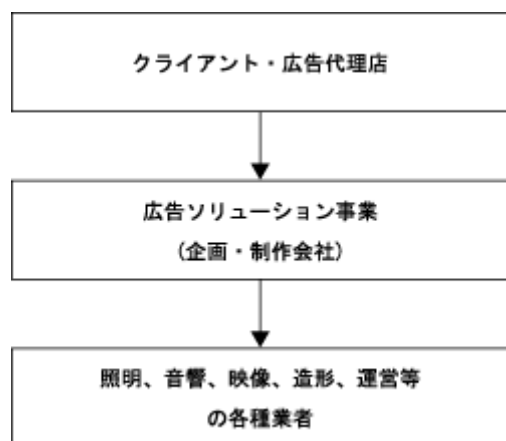 クライアント・広告代理店
広告ソリューション事業
(企画・制作会社)
照明、音響、映像、造形、運営等
の各種業者